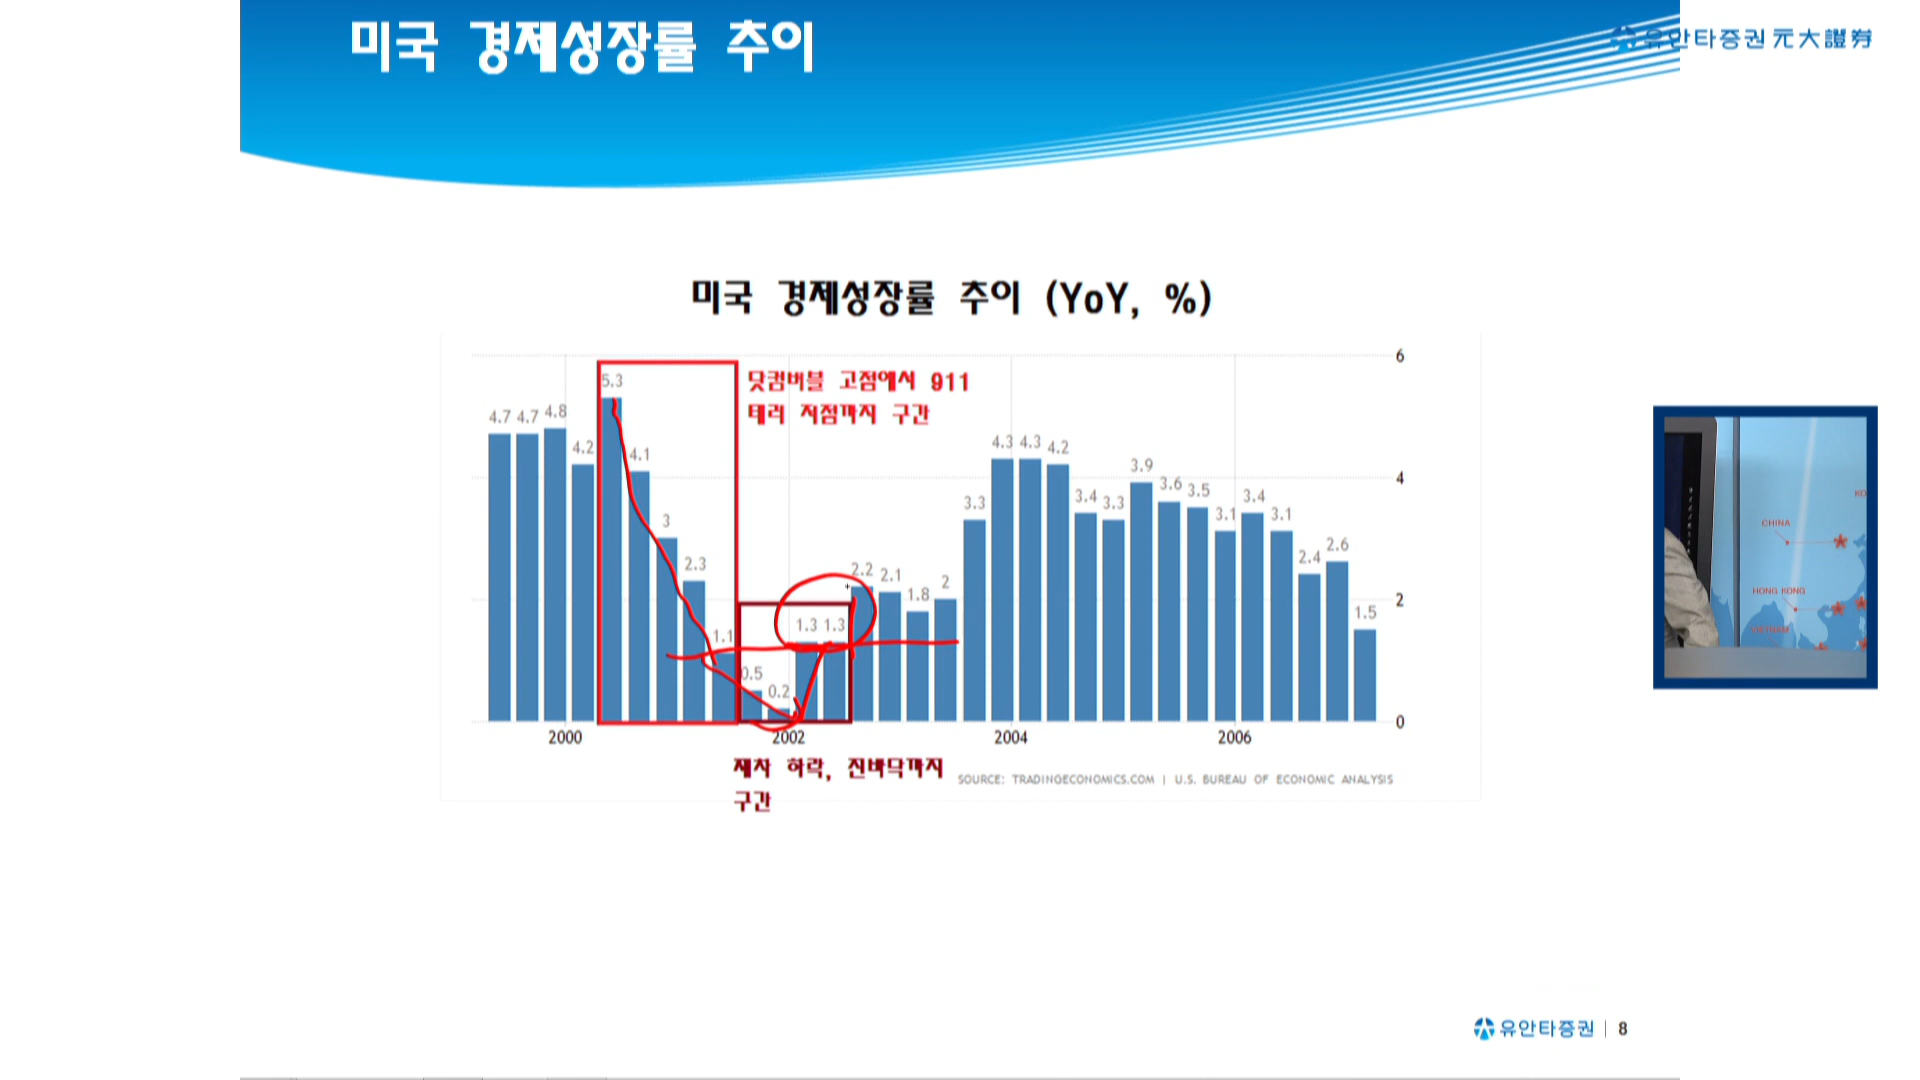 미국 경제성장률 추이
유안타증권 元大證券
미국 경제성장률 추이 (YoY, %)
6
4
2
0
닷컴버블 고점에서 911
테러 저점까지 구간
4.7 4.7 4.8 4.2 5.3 4.1 3 2.3 1.1 0.5 0.2 1.3 1.3 2.2 2.1 1.8 2 3.3 4.3 4.3 4.2 3.4 3.3 3.9 3.6 3.5 3.1 3.4 3.1 2.4 2.6 1.5
2000 2002 2004 2006
재차 하락, 진바닥까지
구간
SOURCE: TRADINGECONOMICS.COM | U.S. BUREAU OF ECONOMIC ANALYSIS
KO
CHINA
HONG KONG
VIETNAM
유안타증권 | 8